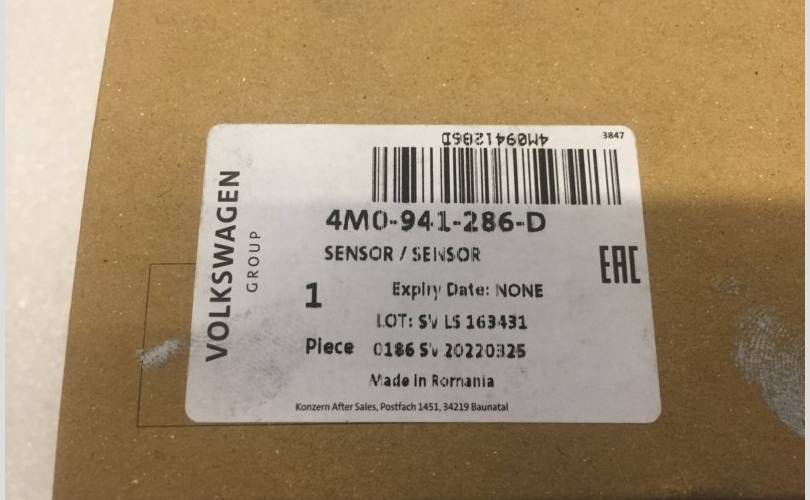 4M0941286D
3847
4M0-941-286-D
SENSOR / SENSOR
EAC
VOLKSWAGEN
GROUP
1
Expiry Date: NONE
LOT: SV LS 163431
Piece
0186 SV 20220325
Made in Romania
Konzern After Sales, Postfach 1451, 34219 Baunatal